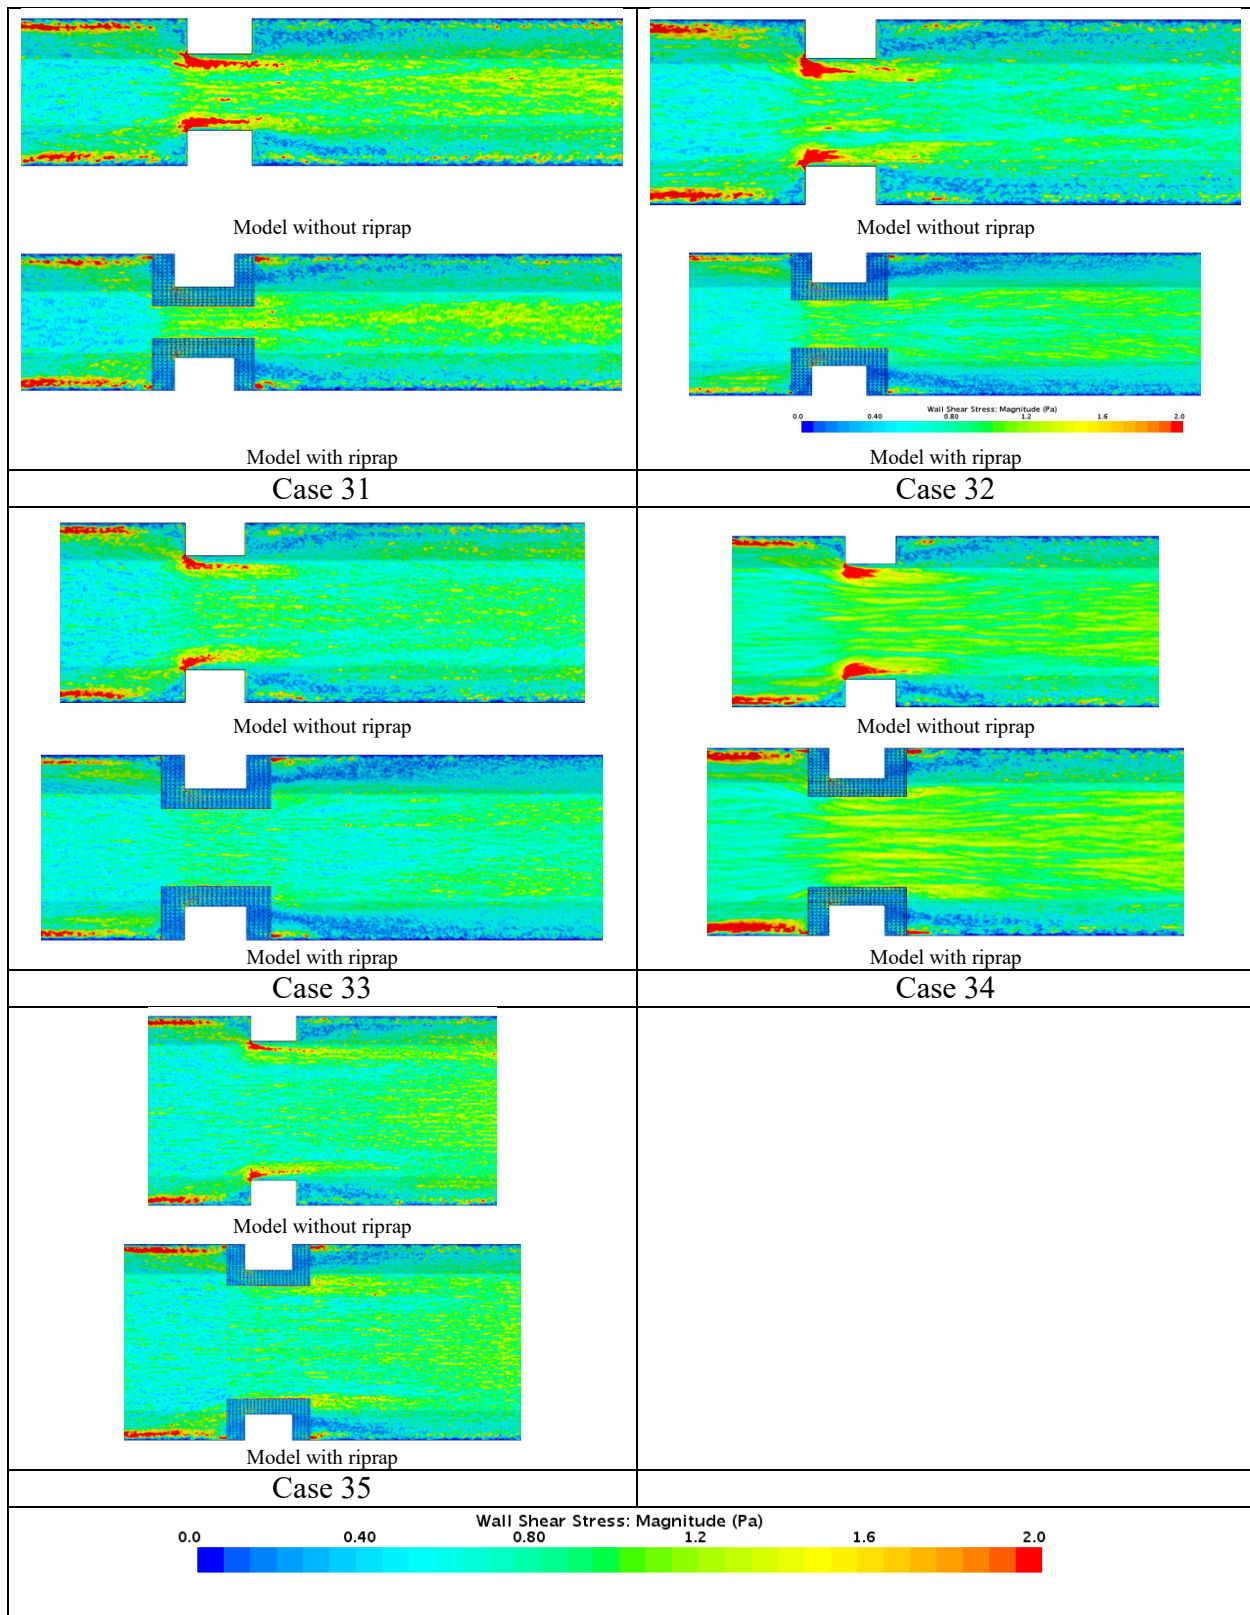 Model without riprap
Model with riprap
Case 31
Model without riprap
Wall Shear Stress: Magnitude (Pa)
0.0 0.40 0.80 1.2 1.6 2.0
Model with riprap
Case 32
Model without riprap
Model with riprap
Case 33
Model without riprap
Model with riprap
Case 34
Model without riprap
Model with riprap
Case 35
Wall Shear Stress: Magnitude (Pa)
0.0 0.40 0.80 1.2 1.6 2.0